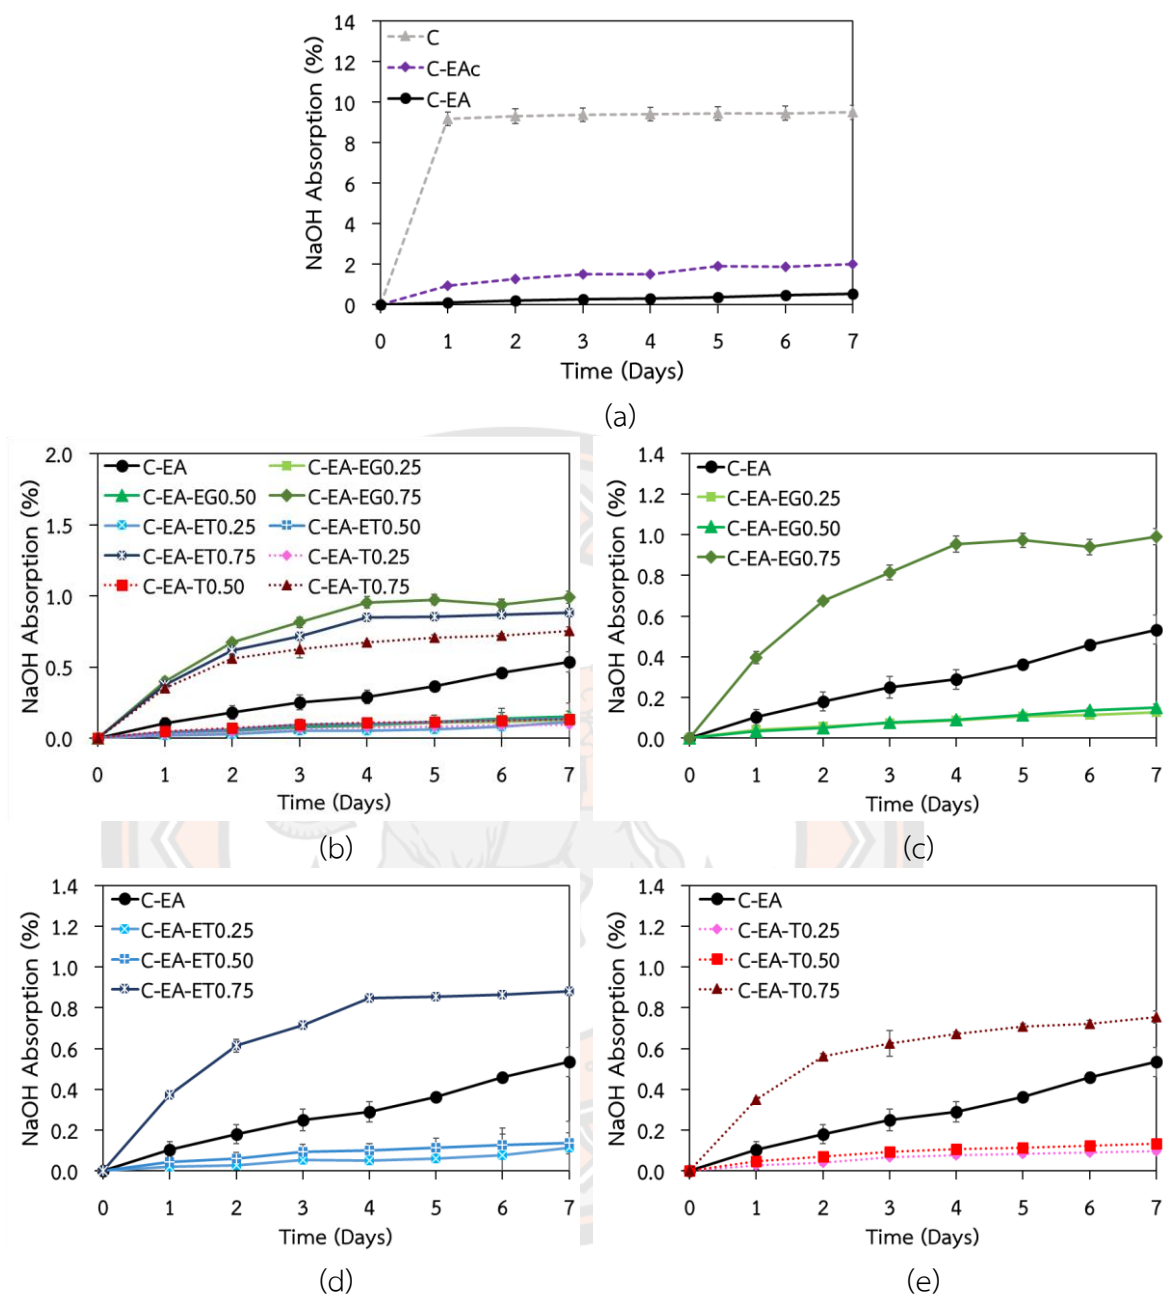 14
12
10
8
6
4
2
0
NaOH Absorption (%)
C
C-EAc
C-EA
0 1 2 3 4 5 6 7
Time (Days)
(a)
2.0
1.5
1.0
0.5
0.0
NaOH Absorption (%)
C-EA C-EA-EG0.25
C-EA-EG0.50 C-EA-EG0.75
C-EA-ET0.25 C-EA-ET0.50
C-EA-ET0.75 C-EA-T0.25
C-EA-T0.50 C-EA-T0.75
0 1 2 3 4 5 6 7
Time (Days)
(b)
1.4
1.2
1.0
0.8
0.6
0.4
0.2
0.0
NaOH Absorption (%)
C-EA
C-EA-EG0.25
C-EA-EG0.50
C-EA-EG0.75
0 1 2 3 4 5 6 7
Time (Days)
(c)
1.4
1.2
1.0
0.8
0.6
0.4
0.2
0.0
NaOH Absorption (%)
C-EA
C-EA-ET0.25
C-EA-ET0.50
C-EA-ET0.75
0 1 2 3 4 5 6 7
Time (Days)
(d)
1.4
1.2
1.0
0.8
0.6
0.4
0.2
0.0
NaOH Absorption (%)
C-EA
C-EA-T0.25
C-EA-T0.50
C-EA-T0.75
0 1 2 3 4 5 6 7
Time (Days)
(e)